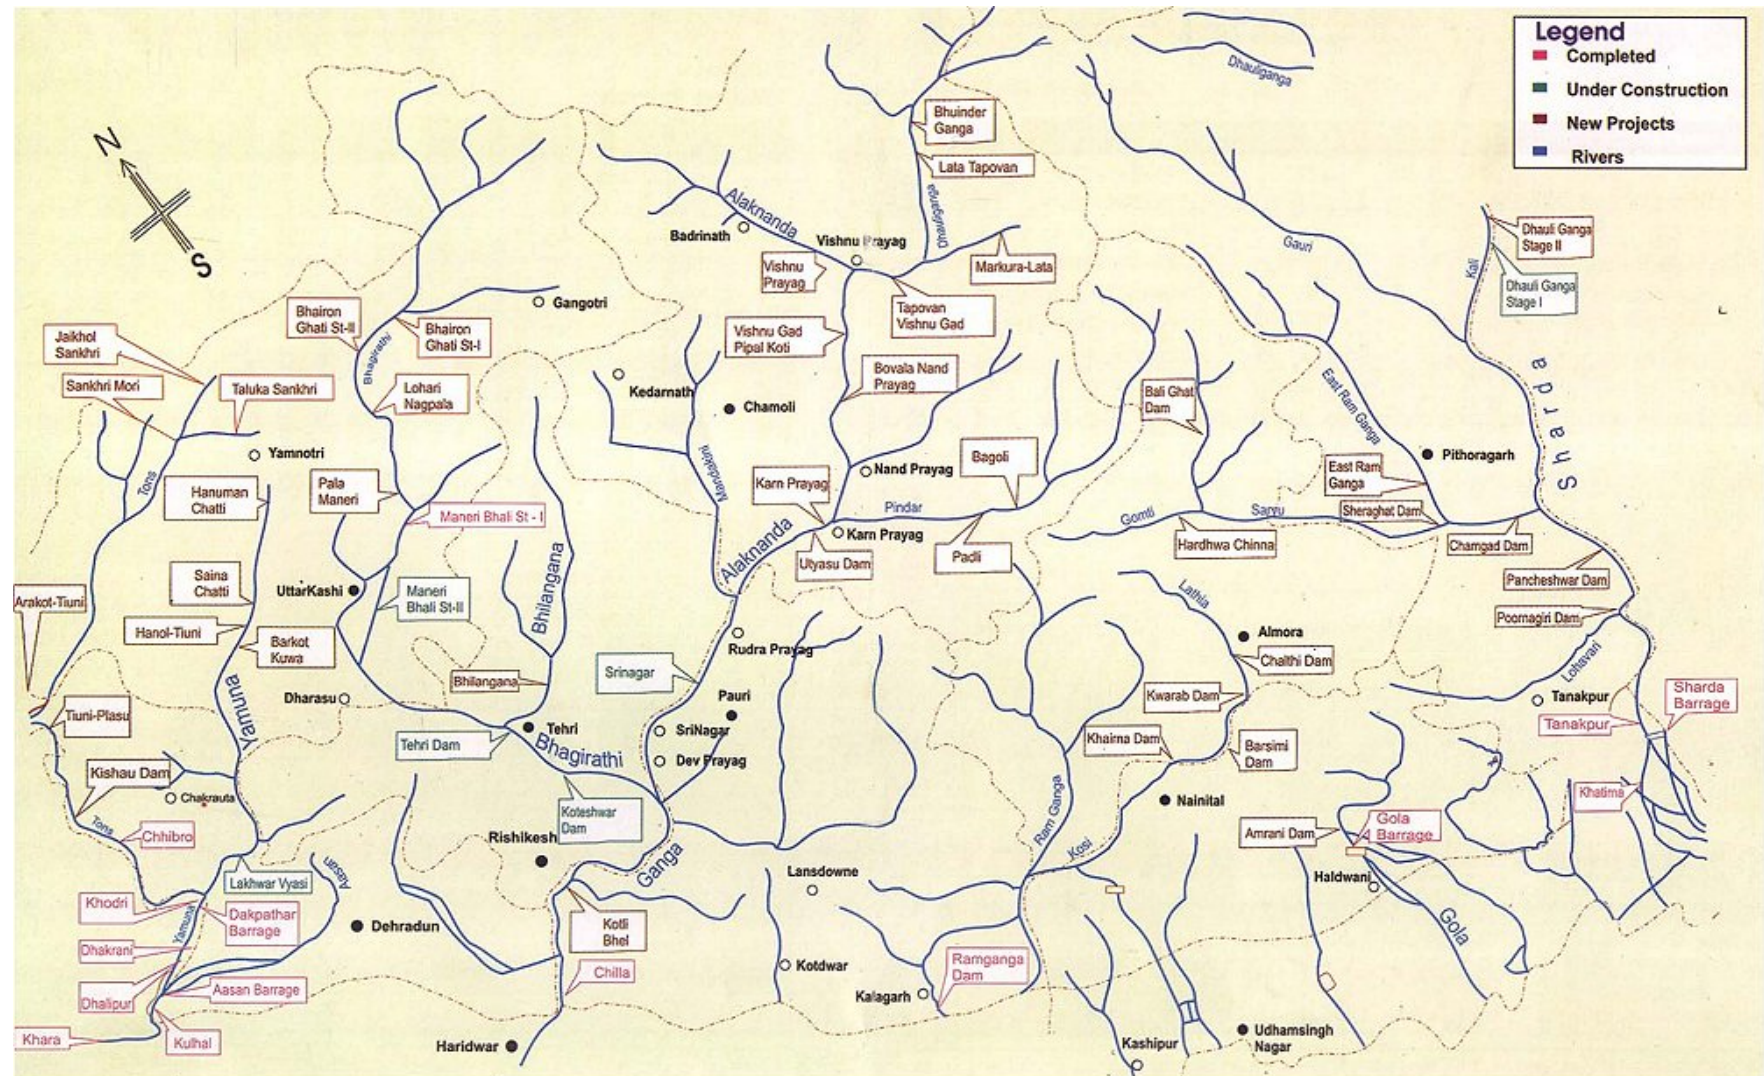 Legend
Completed
Under Construction
New Projects
Rivers
N
S
Dhauliganga
Bhuinder
Ganga
Lata Tapovan
Dhauliganga
Alaknanda
Badrinath
Vishnu Prayag
Vishnu
Prayag
Markura-Lata
Tapovan
Vishnu Gad
Gauri
Kali
Dhauli Ganga
Stage II
Dhauli Ganga
Stage I
Gangotri
Bhairon
Ghati St-II
Bhairon
Ghati St-I
Bhagirathi
Jaikhol
Sankhri
Sankhri Mori
Taluka Sankhri
Lohari
Nagpala
Vishnu Gad
Pipal Koti
Bovala Nand
Prayag
Kedarnath
Chamoli
Bali Ghat
Dam
East Ram Ganga
Sharda
Pithoragarh
Yamnotri
Tons
Hanuman
Chatti
Pala
Maneri
Maneri Bhali St - I
Mandakini
Karn Prayag
Nand Prayag
Bagoli
East Ram
Ganga
Sheraghat Dam
Pindar
Gomti
Saryu
Karn Prayag
Alaknanda
Utyasu Dam
Padli
Hardhwa Chinna
Chamgad Dam
Pancheshwar Dam
Poornagiri Dam
Saina
Chatti
UttarKashi
Maneri
Bhali St-II
Bhilangana
Arakot-Tiuni
Hanol-Tiuni
Barkot
Kuwa
Lathia
Almora
Chalthi Dam
Rudra Prayag
Srinagar
Bhilangana
Dharasu
Yamuna
Tiuni-Plasu
Kwarab Dam
Lohavari
Tanakpur
Sharda
Barrage
Tanakpur
Pauri
SriNagar
Dev Prayag
Tehri
Tehri Dam
Bhagirathi
Khairna Dam
Barsimi
Dam
Kishau Dam
Chakrauta
Tons
Chhibro
Koteshwar
Dam
Rishikesh
Nainital
Ram Ganga
Kosi
Amrani Dam
Gola
Barrage
Khatima
Lakhwar Vyasi
Aasan
Ganga
Lansdowne
Haldwani
Gola
Khodri
Dakpathar
Barrage
Yamuna
Dehradun
Kotli
Bhel
Dhakrani
Chilla
Kotdwar
Ramganga
Dam
Kalagarh
Dhalipur
Aasan Barrage
Khara
Kulhal
Haridwar
Kashipur
Udhamsingh
Nagar